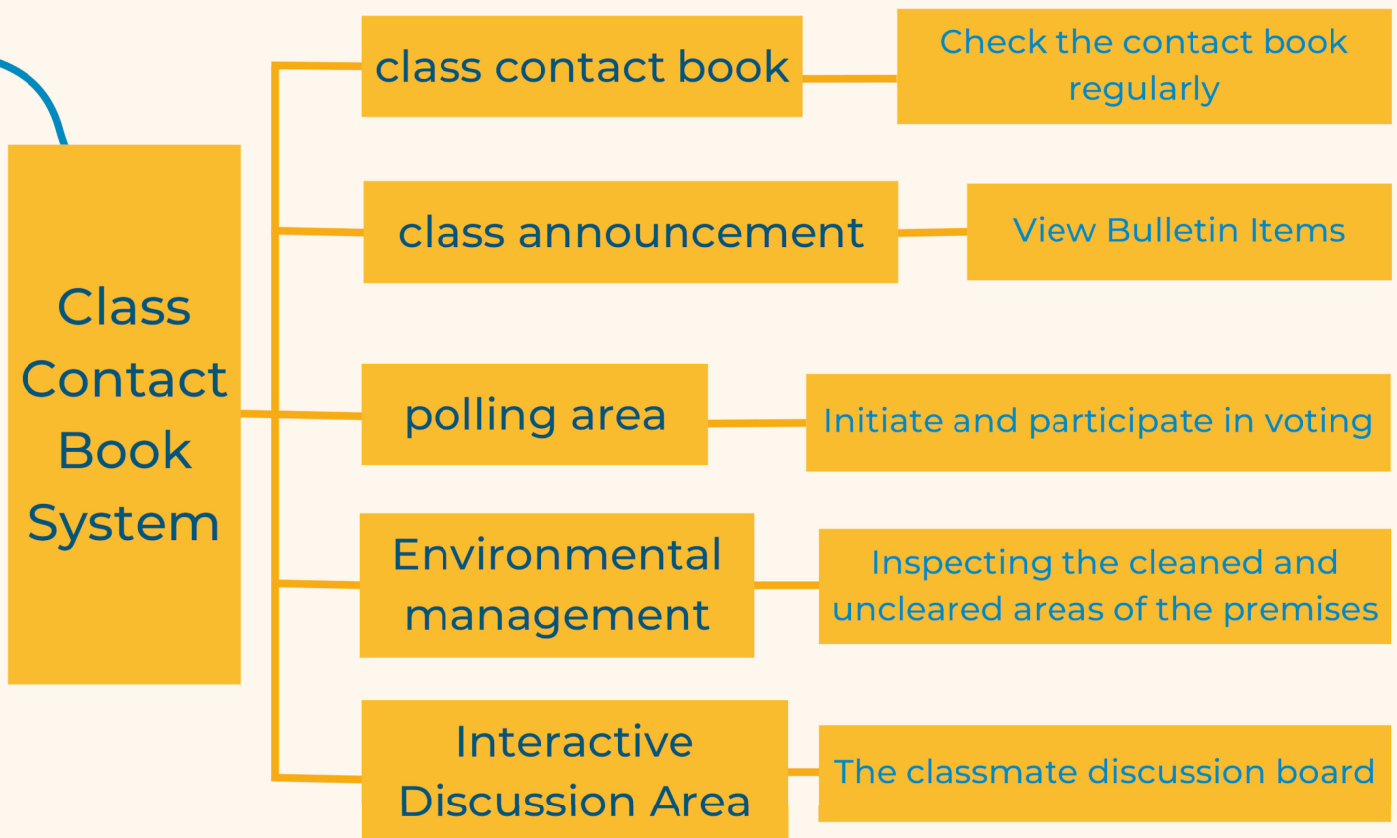 Class
Contact
Book
System
class contact book
Check the contact book
regularly
class announcement
View Bulletin Items
polling area
Initiate and participate in voting
Environmental
management
Inspecting the cleaned and
uncleared areas of the premises
Interactive
Discussion Area
The classmate discussion board